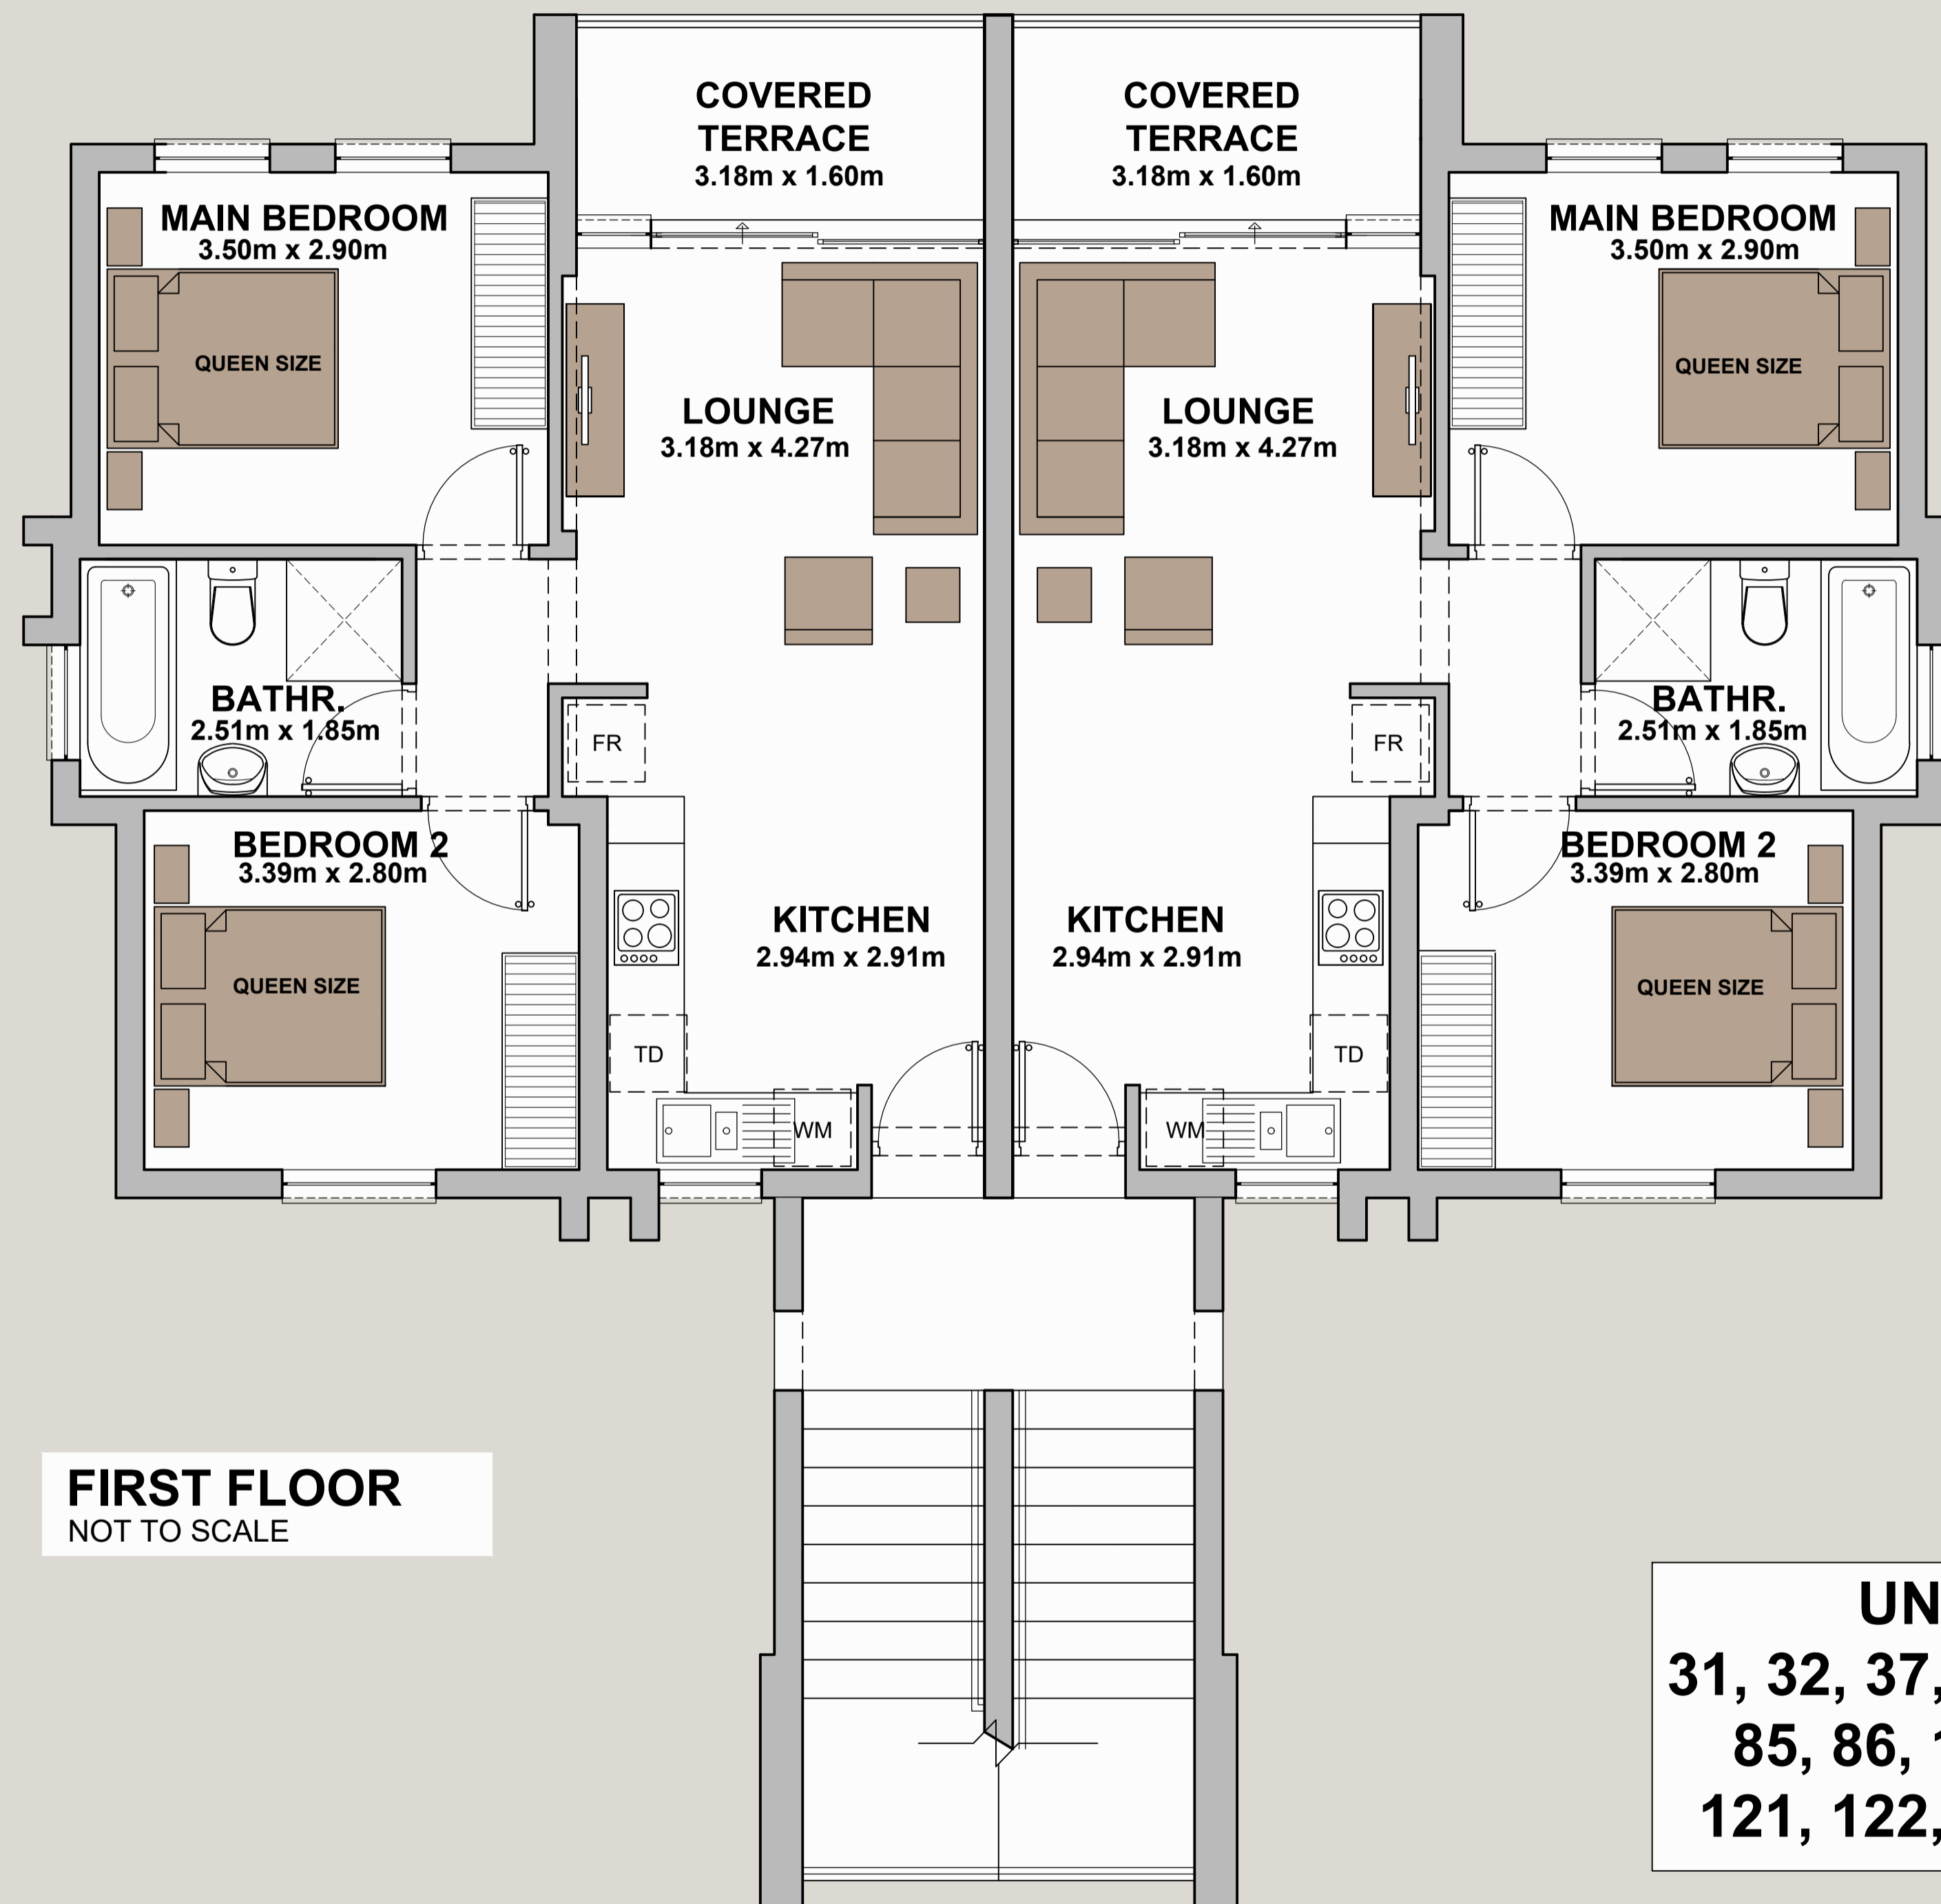 COVERED
TERRACE
3.18m x 1.60m
COVERED
TERRACE
3.18m x 1.60m
MAIN BEDROOM
3.50m x 2.90m
QUEEN SIZE
LOUNGE
3.18m x 4.27m
LOUNGE
3.18m x 4.27m
MAIN BEDROOM
3.50m x 2.90m
QUEEN SIZE
BATHR.
2.51m x 1.85m
FR
FR
BATHR.
2.51m x 1.85m
BEDROOM 2
3.39m x 2.80m
QUEEN SIZE
KITCHEN
2.94m x 2.91m
KITCHEN
2.94m x 2.91m
BEDROOM 2
3.39m x 2.80m
QUEEN SIZE
TD
TD
WM
WM
FIRST FLOOR
NOT TO SCALE
31, 32, 37,
85, 86,
121, 122,